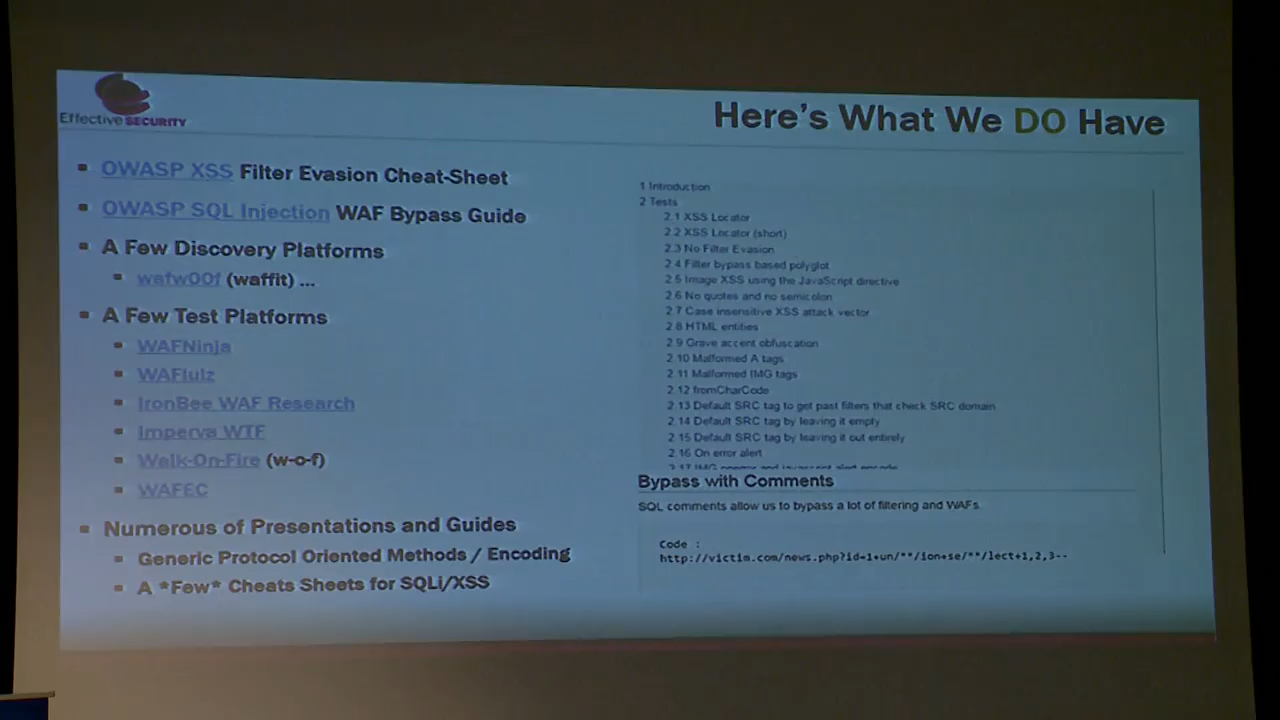 Effective SECURITY
Here's What We DO Have
OWASP XSS Filter Evasion Cheat-Sheet
OWASP SQL Injection WAF Bypass Guide
A Few Discovery Platforms
wafw00f (waffit) ...
A Few Test Platforms
WAFNinja
WAFlulz
IronBee WAF Research
Imperva WTF
Walk-On-Fire (w-o-f)
WAFEC
Numerous of Presentations and Guides
Generic Protocol Oriented Methods / Encoding
A *Few* Cheats Sheets for SQLi/XSS
1 Introduction
2 Tests
2.1 XSS Locator
2.2 XSS Locator (short)
2.3 No Filter Evasion
2.4 Filter bypass based polyglot
2.5 Image XSS using the JavaScript directive
2.6 No quotes and no semicolon
2.7 Case insensitive XSS attack vector
2.8 HTML entities
2.9 Grave accent obfuscation
2.10 Malformed A tags
2.11 Malformed IMG tags
2.12 fromCharCode
2.13 Default SRC tag to get past filters that check SRC domain
2.14 Default SRC tag by leaving it empty
2.15 Default SRC tag by leaving it out entirely
2.16 On error alert
2.17 IMG
Bypass with Comments
SQL comments allow us to bypass a lot of filtering and WAFs.
Code :
http://victim.com/news.php?id=1+un/**/ion+se/**/lect+1,2,3--